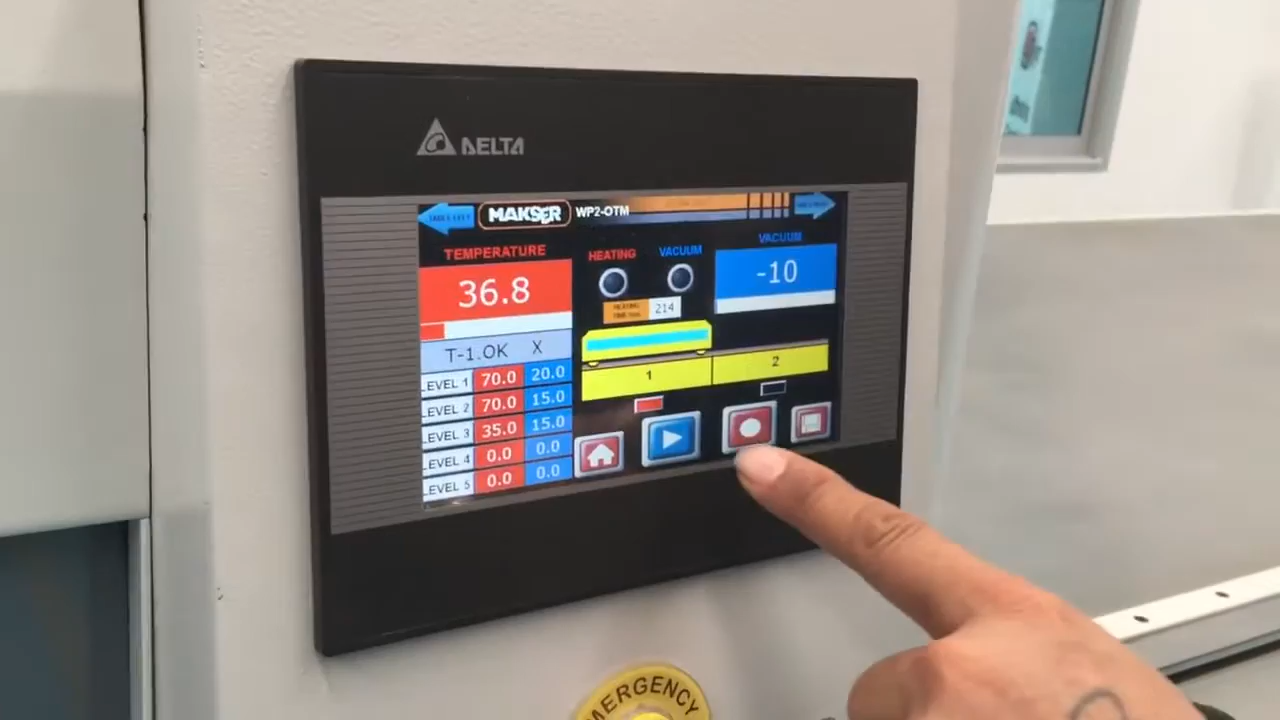 DELTA
MAKSER WP2-OTM
TEMPERATURE
36.8
HEATING
VACUUM
VACUUM
-10
HEATING
214
T-1.OK X
LEVEL 1 70.0 20.0
LEVEL 2 70.0 15.0
LEVEL 3 35.0 15.0
LEVEL 4 0.0 0.0
LEVEL 5 0.0 0.0
1
2
EMERGENCY